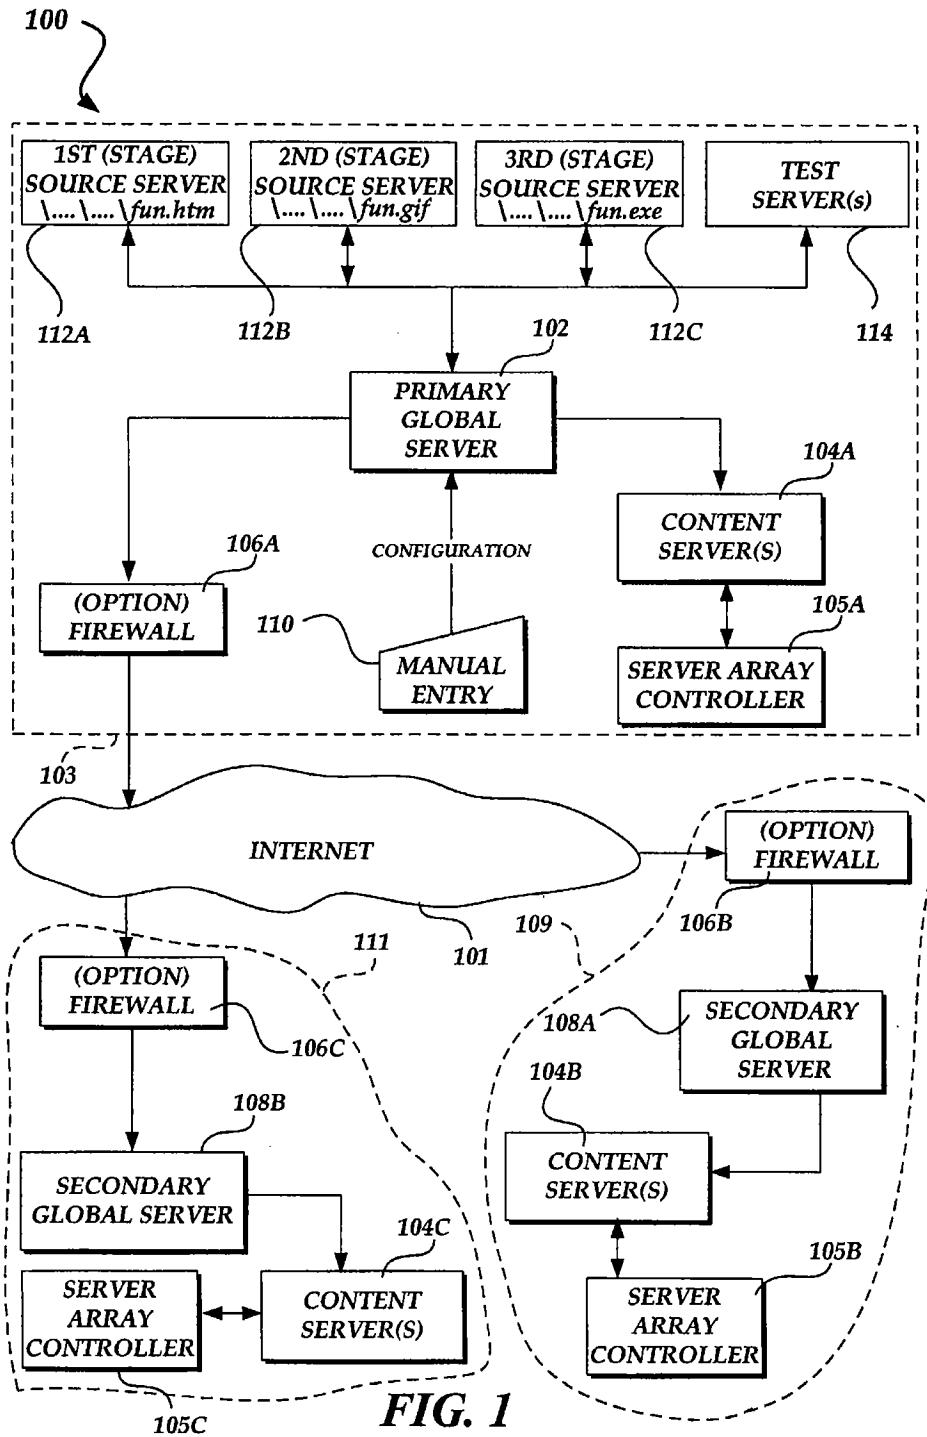 100
1ST (STAGE)
SOURCE SERVER
\....\....\fun.htm
2ND (STAGE)
SOURCE SERVER
\....\....\fun.gif
3RD (STAGE)
SOURCE SERVER
\....\....\fun.exe
TEST
SERVER(s)
112A
112B
112C
114
102
PRIMARY
GLOBAL
SERVER
104A
CONTENT
SERVER(S)
106A
CONFIGURATION
(OPTION)
FIREWALL
110
MANUAL
ENTRY
105A
SERVER ARRAY
CONTROLLER
103
INTERNET
101
(OPTION)
FIREWALL
106B
109
111
(OPTION)
FIREWALL
106C
108A
SECONDARY
GLOBAL
SERVER
104B
CONTENT
SERVER(S)
108B
SECONDARY
GLOBAL SERVER
104C
CONTENT
SERVER(S)
SERVER
ARRAY
CONTROLLER
105C
105B
SERVER
ARRAY
CONTROLLER
FIG. 1